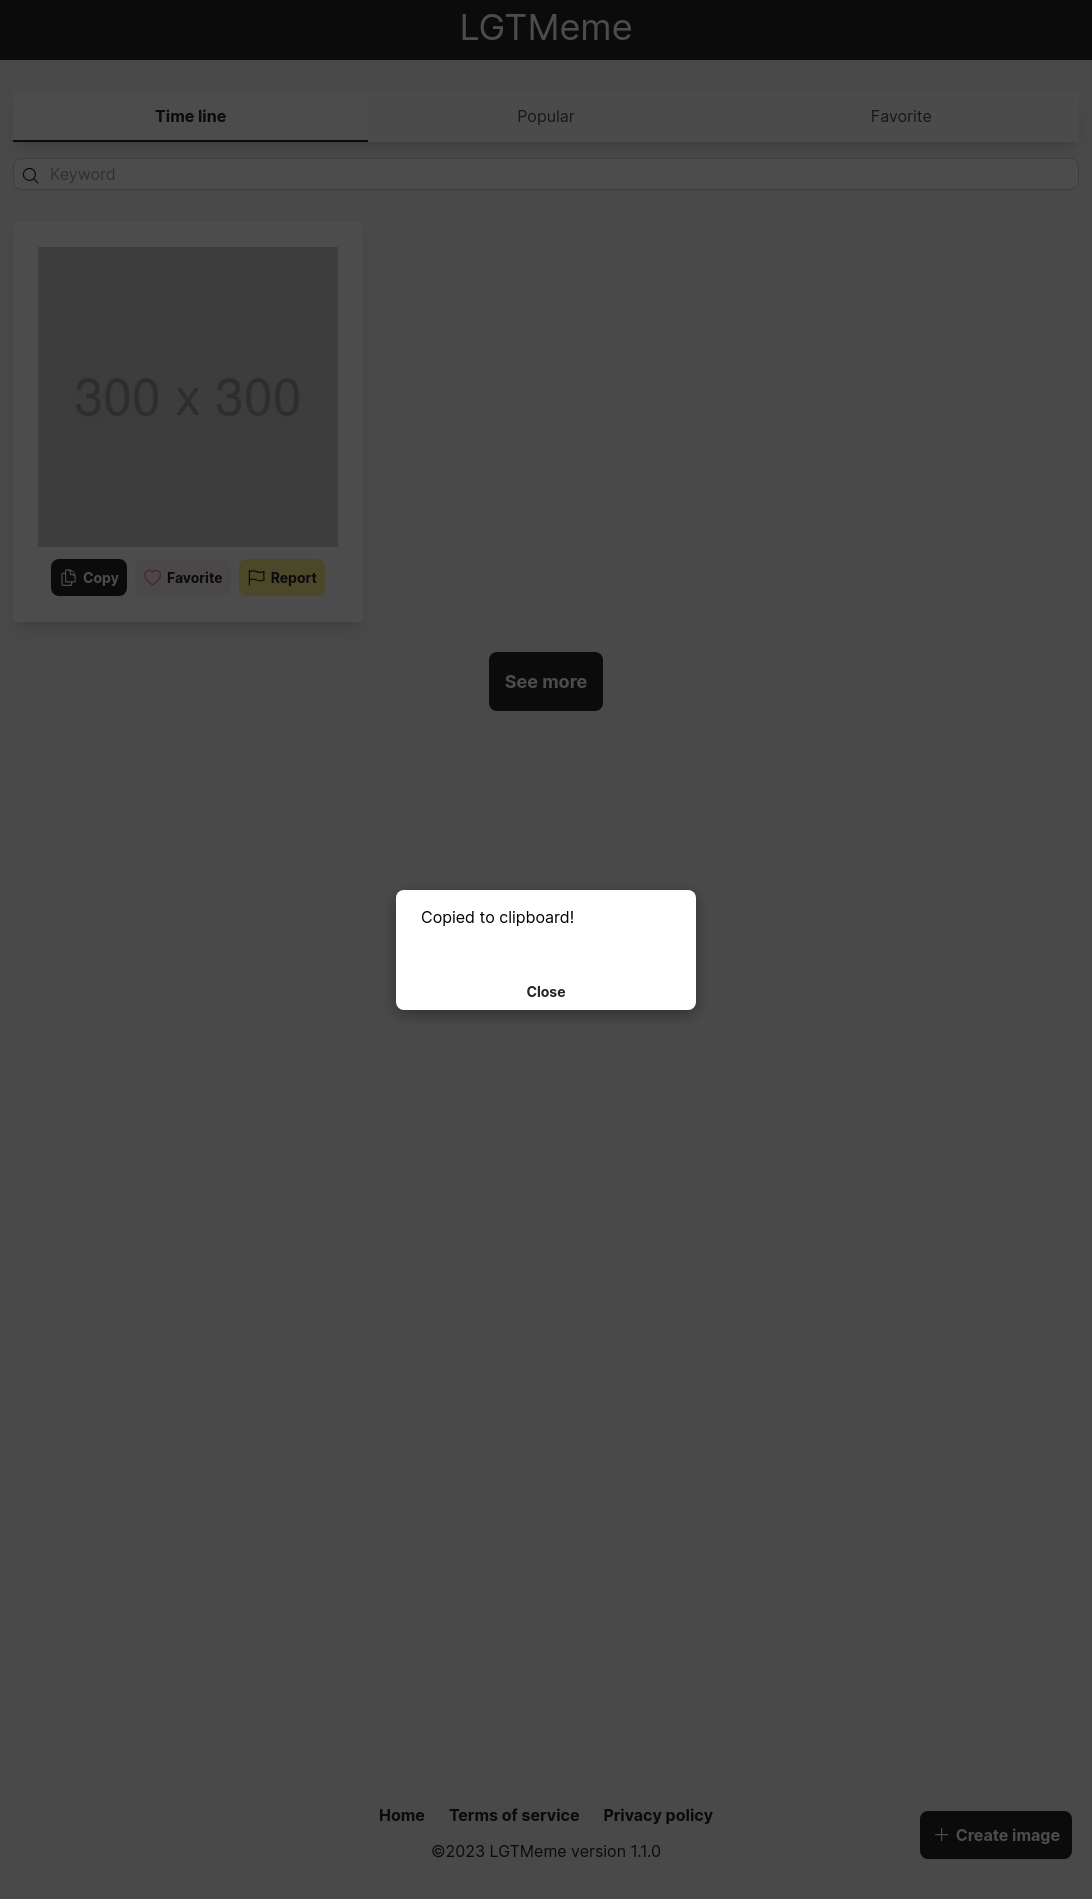 LGTMeme
Time line
Popular
Favorite
Keyword
300 x 300
Copy
Favorite
Report
See more
Copied to clipboard!
Close
Home
Terms of service
Privacy policy
©2023 LGTMeme version 1.1.0
Create image